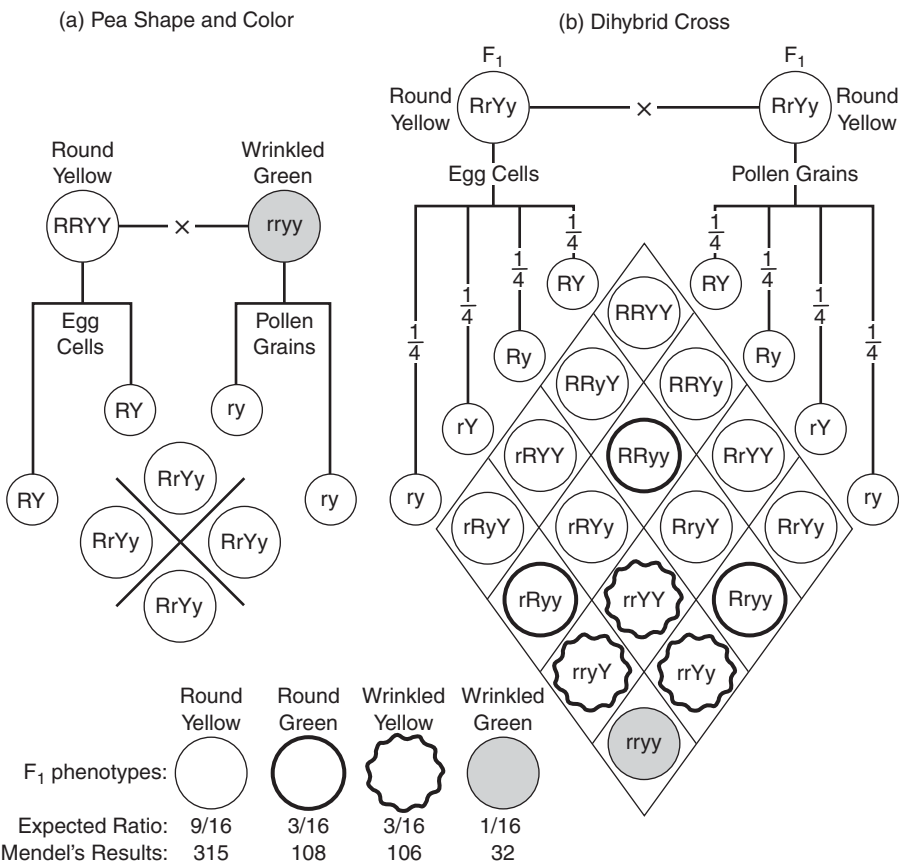 (a) Pea Shape and Color
Round
Yellow
Wrinkled
Green
RRYY
×
rryy
Egg
Cells
Pollen
Grains
RY
ry
RY
ry
RrYy
RrYy
RrYy
RrYy
(b) Dihybrid Cross
F1
F1
Round
Yellow
RrYy
×
RrYy
Round
Yellow
Egg Cells
Pollen Grains
1/4
1/4
1/4
1/4
1/4
1/4
1/4
1/4
RY
RY
Ry
Ry
rY
rY
ry
ry
RRYY
RRyY
RRYy
rRYY
RRyy
RrYY
rRyY
rRYy
RryY
RrYy
rRyy
rrYY
Rryy
rryY
rrYy
rryy
Round
Yellow
Round
Green
Wrinkled
Yellow
Wrinkled
Green
F1 phenotypes:
Expected Ratio: 9/16 3/16 3/16 1/16
Mendel's Results: 315 108 106 32